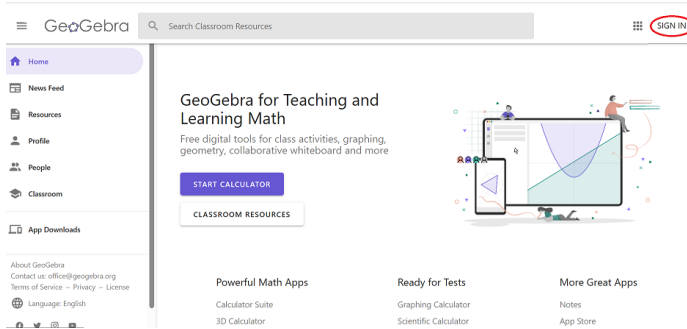 GeoGebra
Search Classroom Resources
SIGN IN
Home
News Feed
Resources
Profile
People
Classroom
App Downloads
About GeoGebra
Contact us: office@geogebra.org
Terms of Service – Privacy – License
Language: English
GeoGebra for Teaching and
Learning Math
Free digital tools for class activities, graphing,
geometry, collaborative whiteboard and more
START CALCULATOR
CLASSROOM RESOURCES
Powerful Math Apps
Calculator Suite
3D Calculator
Ready for Tests
Graphing Calculator
Scientific Calculator
More Great Apps
Notes
App Store